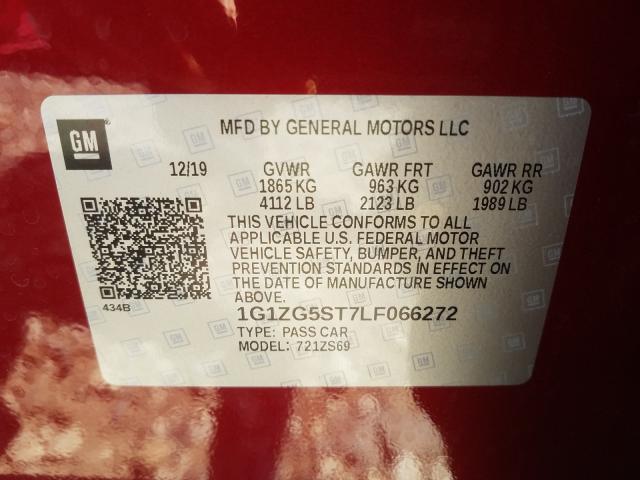 GM
MFD BY GENERAL MOTORS LLC
12/19 GVWR GAWR FRT GAWR RR
1865 KG 963 KG 902 KG
4112 LB 2123 LB 1989 LB
THIS VEHICLE CONFORMS TO ALL
APPLICABLE U.S. FEDERAL MOTOR
VEHICLE SAFETY, BUMPER, AND THEFT
PREVENTION STANDARDS IN EFFECT ON
THE DATE OF MANUFACTURE SHOWN
ABOVE.
434B
1G1ZG5ST7LF066272
TYPE: PASS CAR
MODEL: 721ZS69